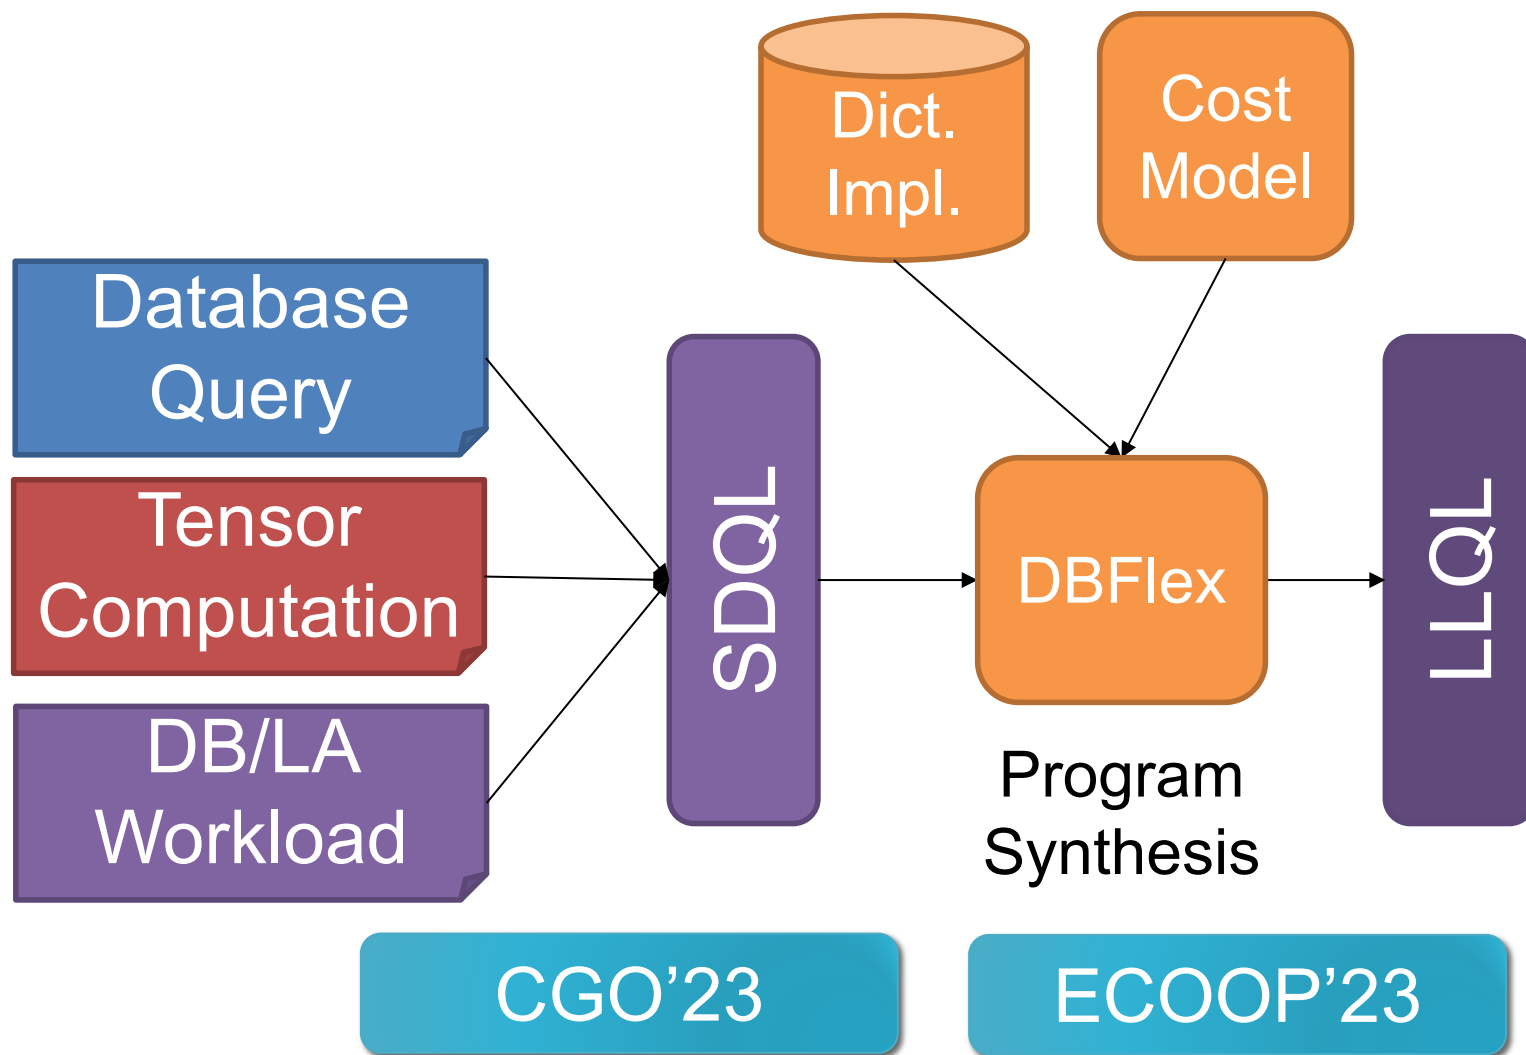 Dict.
Impl.
Cost
Model
Database
Query
Tensor
Computation
DB/LA
Workload
SDQL
DBFlex
LLQL
Program
Synthesis
CGO’23
ECOOP’23